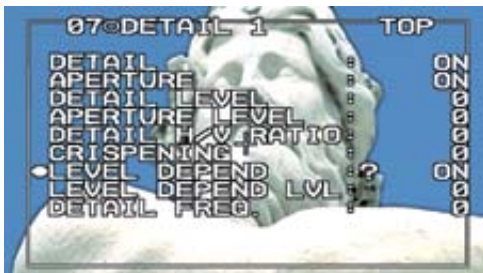 07◎DETAIL 1 TOP
DETAIL : ON
APERTURE : ON
DETAIL LEVEL : 0
APERTURE LEVEL : 0
DETAIL H/V RATIO: 0
CRISPENING : 0
LEVEL DEPEND :? ON
LEVEL DEPEND LVL: 0
DETAIL FREQ. : 0